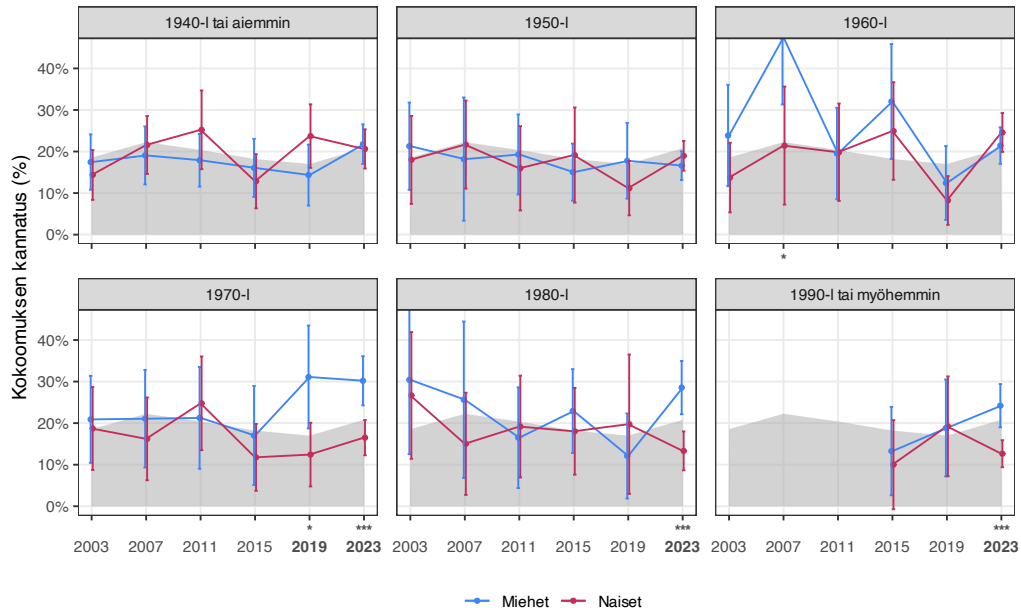 Kokoomuksen kannatus (%)
1940-l tai aiemmin
1950-l
1960-l
40%
30%
20%
10%
0%
*
1970-l
1980-l
1990-l tai myöhemmin
40%
30%
20%
10%
0%
* *** *** ***
2003 2007 2011 2015 2019 2023 2003 2007 2011 2015 2019 2023 2003 2007 2011 2015 2019 2023
Miehet Naiset